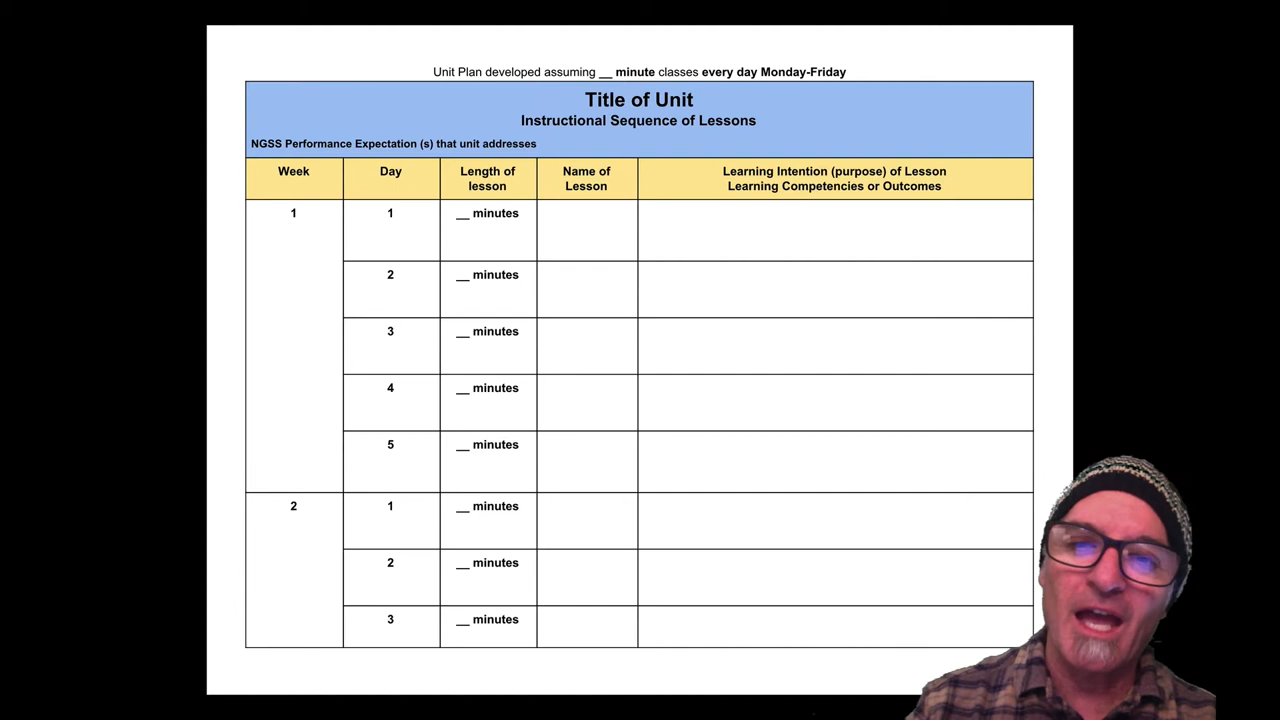 Unit Plan developed assuming __ minute classes every day Monday-Friday
Title of Unit
Instructional Sequence of Lessons
NGSS Performance Expectation (s) that unit addresses
Week Day Length of lesson Name of Lesson Learning Intention (purpose) of Lesson Learning Competencies or Outcomes
1 1 __ minutes
2 __ minutes
3 __ minutes
4 __ minutes
5 __ minutes
2 1 __ minutes
2 __ minutes
3 __ minutes